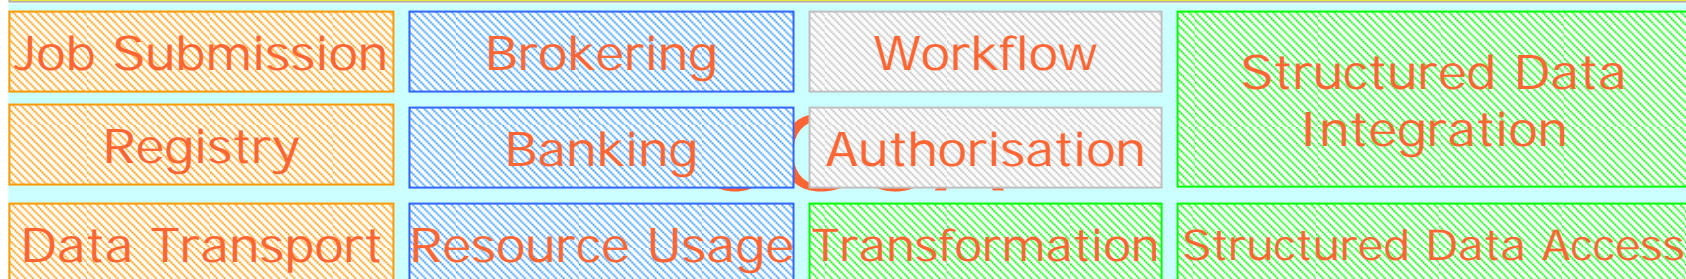 Job Submission
Brokering
Workflow
Structured Data
Integration
Registry
Banking
Authorisation
Data Transport
Resource Usage
Transformation
Structured Data Access